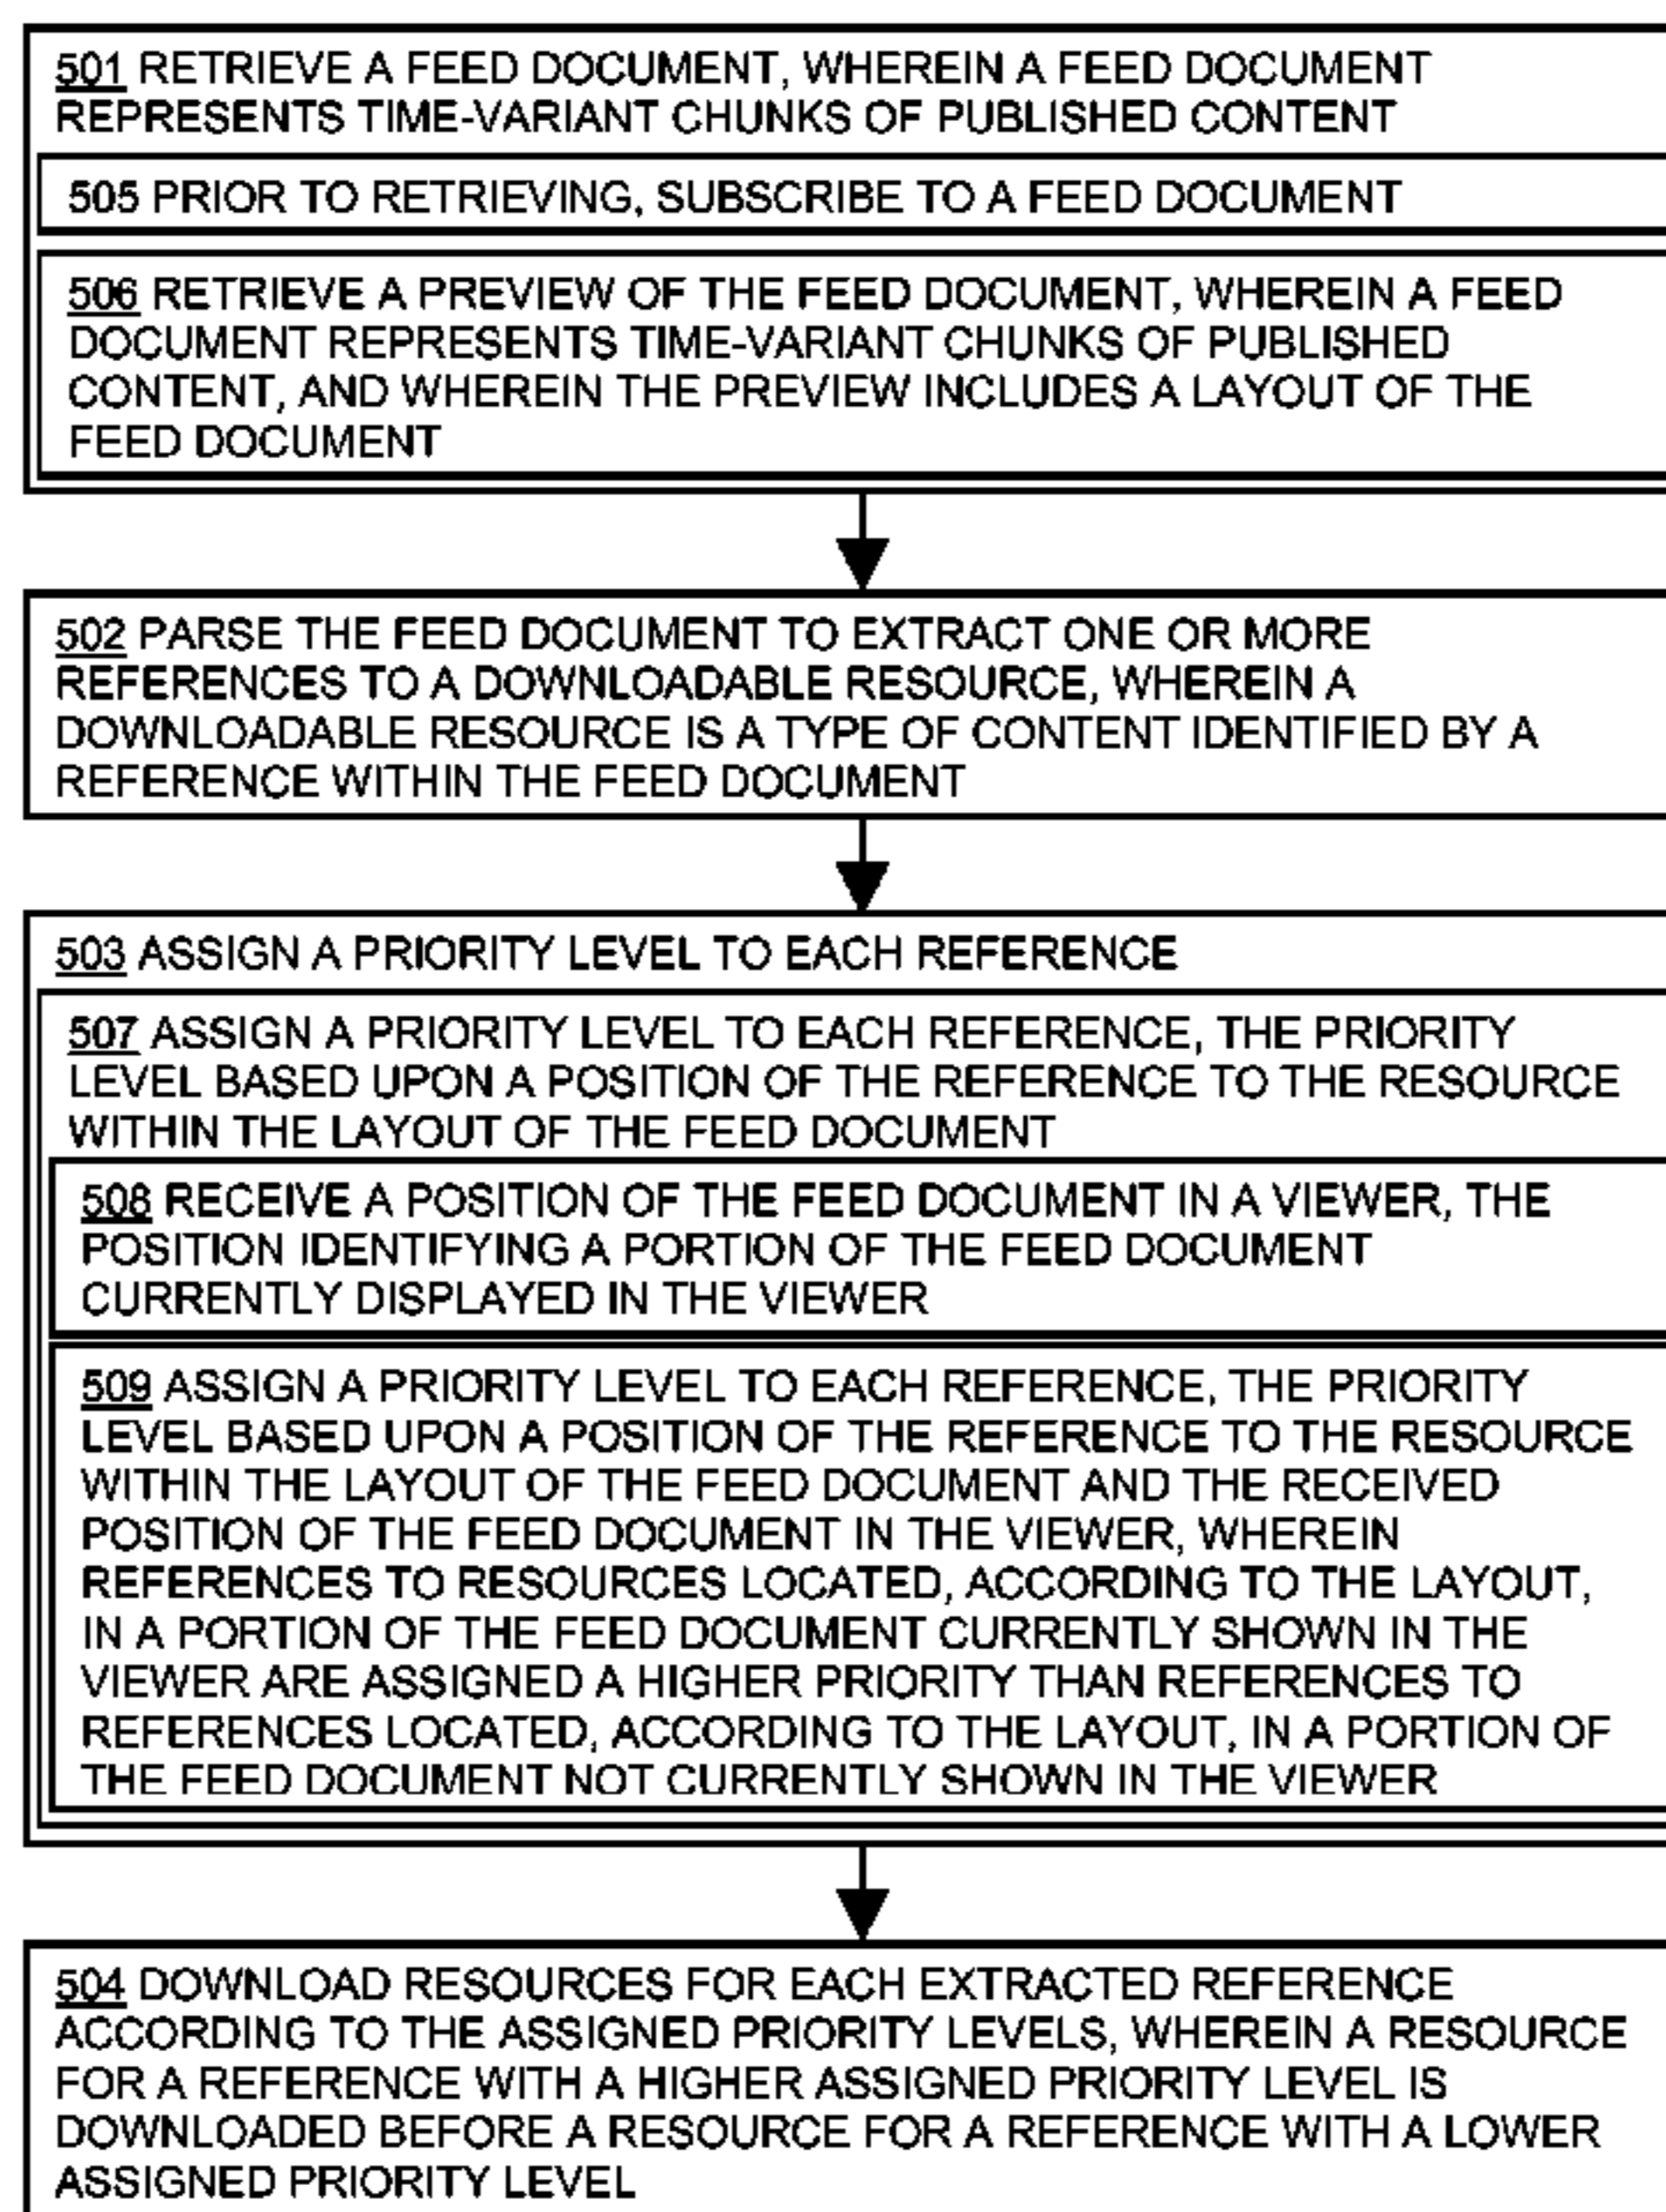 501 RETRIEVE A FEED DOCUMENT, WHEREIN A FEED DOCUMENT
REPRESENTS TIME-VARIANT CHUNKS OF PUBLISHED CONTENT
505 PRIOR TO RETRIEVING, SUBSCRIBE TO A FEED DOCUMENT
506 RETRIEVE A PREVIEW OF THE FEED DOCUMENT, WHEREIN A FEED
DOCUMENT REPRESENTS TIME-VARIANT CHUNKS OF PUBLISHED
CONTENT, AND WHEREIN THE PREVIEW INCLUDES A LAYOUT OF THE
FEED DOCUMENT
502 PARSE THE FEED DOCUMENT TO EXTRACT ONE OR MORE
REFERENCES TO A DOWNLOADABLE RESOURCE, WHEREIN A
DOWNLOADABLE RESOURCE IS A TYPE OF CONTENT IDENTIFIED BY A
REFERENCE WITHIN THE FEED DOCUMENT
503 ASSIGN A PRIORITY LEVEL TO EACH REFERENCE
507 ASSIGN A PRIORITY LEVEL TO EACH REFERENCE, THE PRIORITY
LEVEL BASED UPON A POSITION OF THE REFERENCE TO THE RESOURCE
WITHIN THE LAYOUT OF THE FEED DOCUMENT
508 RECEIVE A POSITION OF THE FEED DOCUMENT IN A VIEWER, THE
POSITION IDENTIFYING A PORTION OF THE FEED DOCUMENT
CURRENTLY DISPLAYED IN THE VIEWER
509 ASSIGN A PRIORITY LEVEL TO EACH REFERENCE, THE PRIORITY
LEVEL BASED UPON A POSITION OF THE REFERENCE TO THE RESOURCE
WITHIN THE LAYOUT OF THE FEED DOCUMENT AND THE RECEIVED
POSITION OF THE FEED DOCUMENT IN THE VIEWER, WHEREIN
REFERENCES TO RESOURCES LOCATED, ACCORDING TO THE LAYOUT,
IN A PORTION OF THE FEED DOCUMENT CURRENTLY SHOWN IN THE
VIEWER ARE ASSIGNED A HIGHER PRIORITY THAN REFERENCES TO
REFERENCES LOCATED, ACCORDING TO THE LAYOUT, IN A PORTION OF
THE FEED DOCUMENT NOT CURRENTLY SHOWN IN THE VIEWER
504 DOWNLOAD RESOURCES FOR EACH EXTRACTED REFERENCE
ACCORDING TO THE ASSIGNED PRIORITY LEVELS, WHEREIN A RESOURCE
FOR A REFERENCE WITH A HIGHER ASSIGNED PRIORITY LEVEL IS
DOWNLOADED BEFORE A RESOURCE FOR A REFERENCE WITH A LOWER
ASSIGNED PRIORITY LEVEL